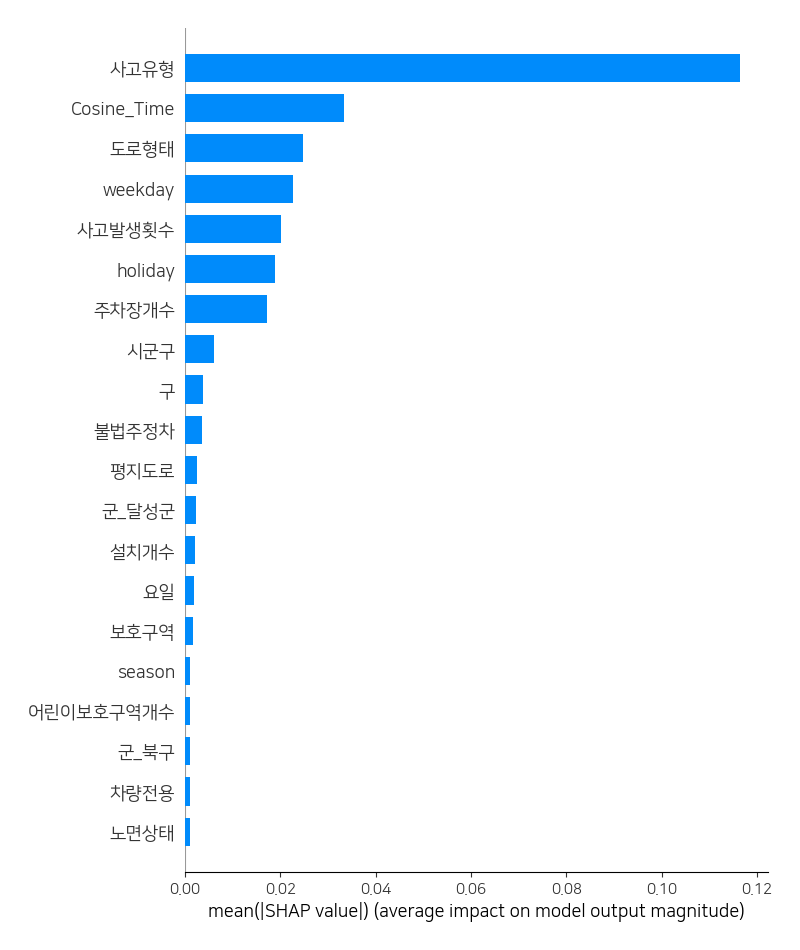 사고유형
Cosine_Time
도로형태
weekday
사고발생횟수
holiday
주차장개수
시군구
구
불법주정차
평지도로
군_달성군
설치개수
요일
보호구역
season
어린이보호구역개수
군_북구
차량전용
노면상태
0.00 0.02 0.04 0.06 0.08 0.10 0.12
mean(|SHAP value|) (average impact on model output magnitude)